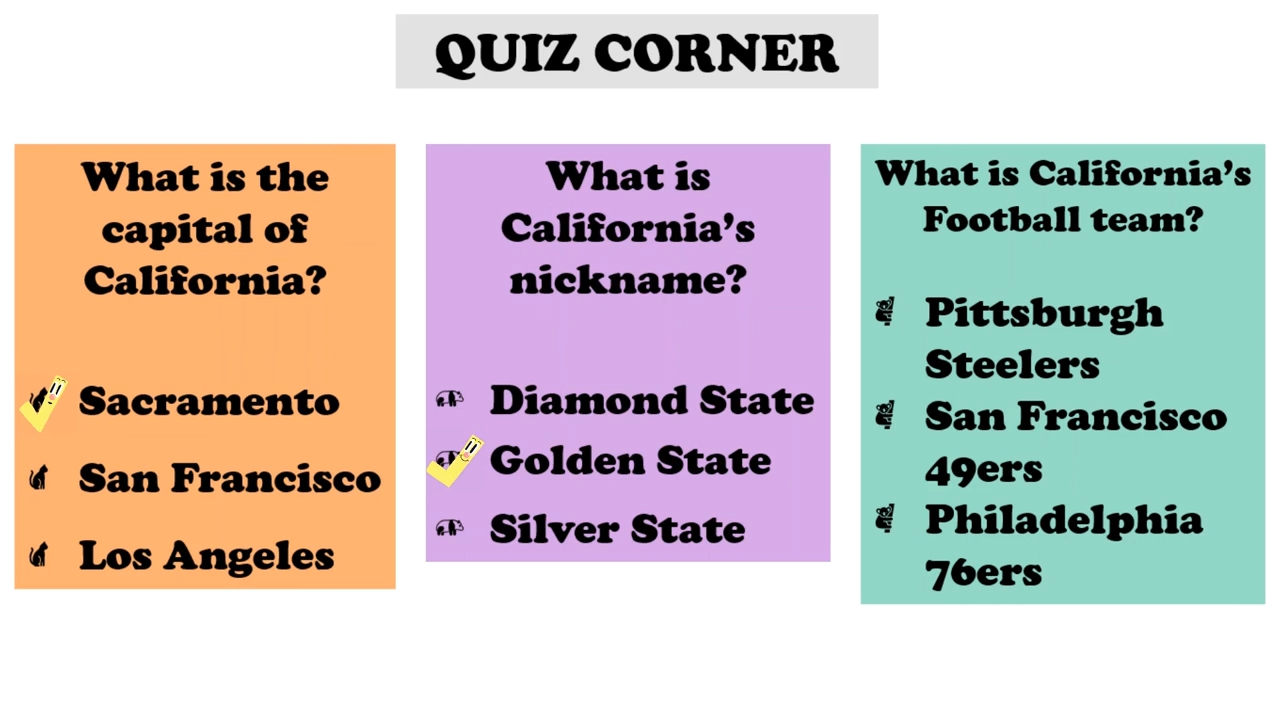 QUIZ CORNER
What is the
capital of
California?
Sacramento
San Francisco
Los Angeles
What is
California’s
nickname?
Diamond State
Golden State
Silver State
What is California’s
Football team?
Pittsburgh
Steelers
San Francisco
49ers
Philadelphia
76ers